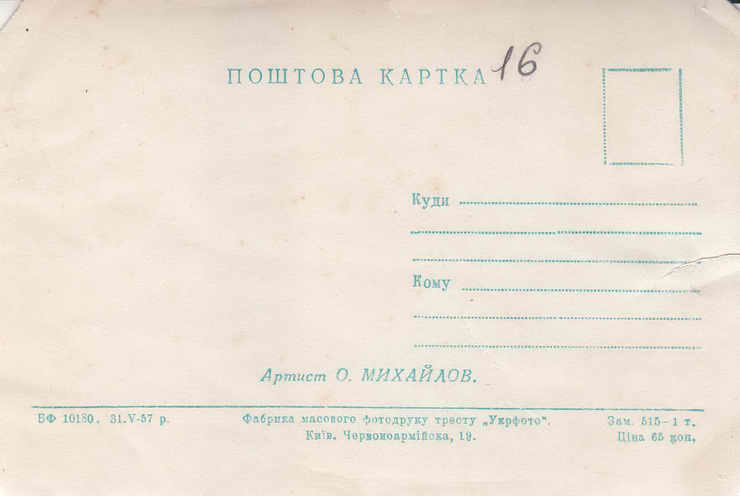 ПОШТОВА КАРТКА 16
Куди
Кому
Артист О. МИХАЙЛОВ.
БФ 10180. 31.V-57 р. Фабрика масового фотодруку тресту „Укрфото". Зам. 515-1 т.
Київ. Червоноармійська, 19. Ціна 65 коп.